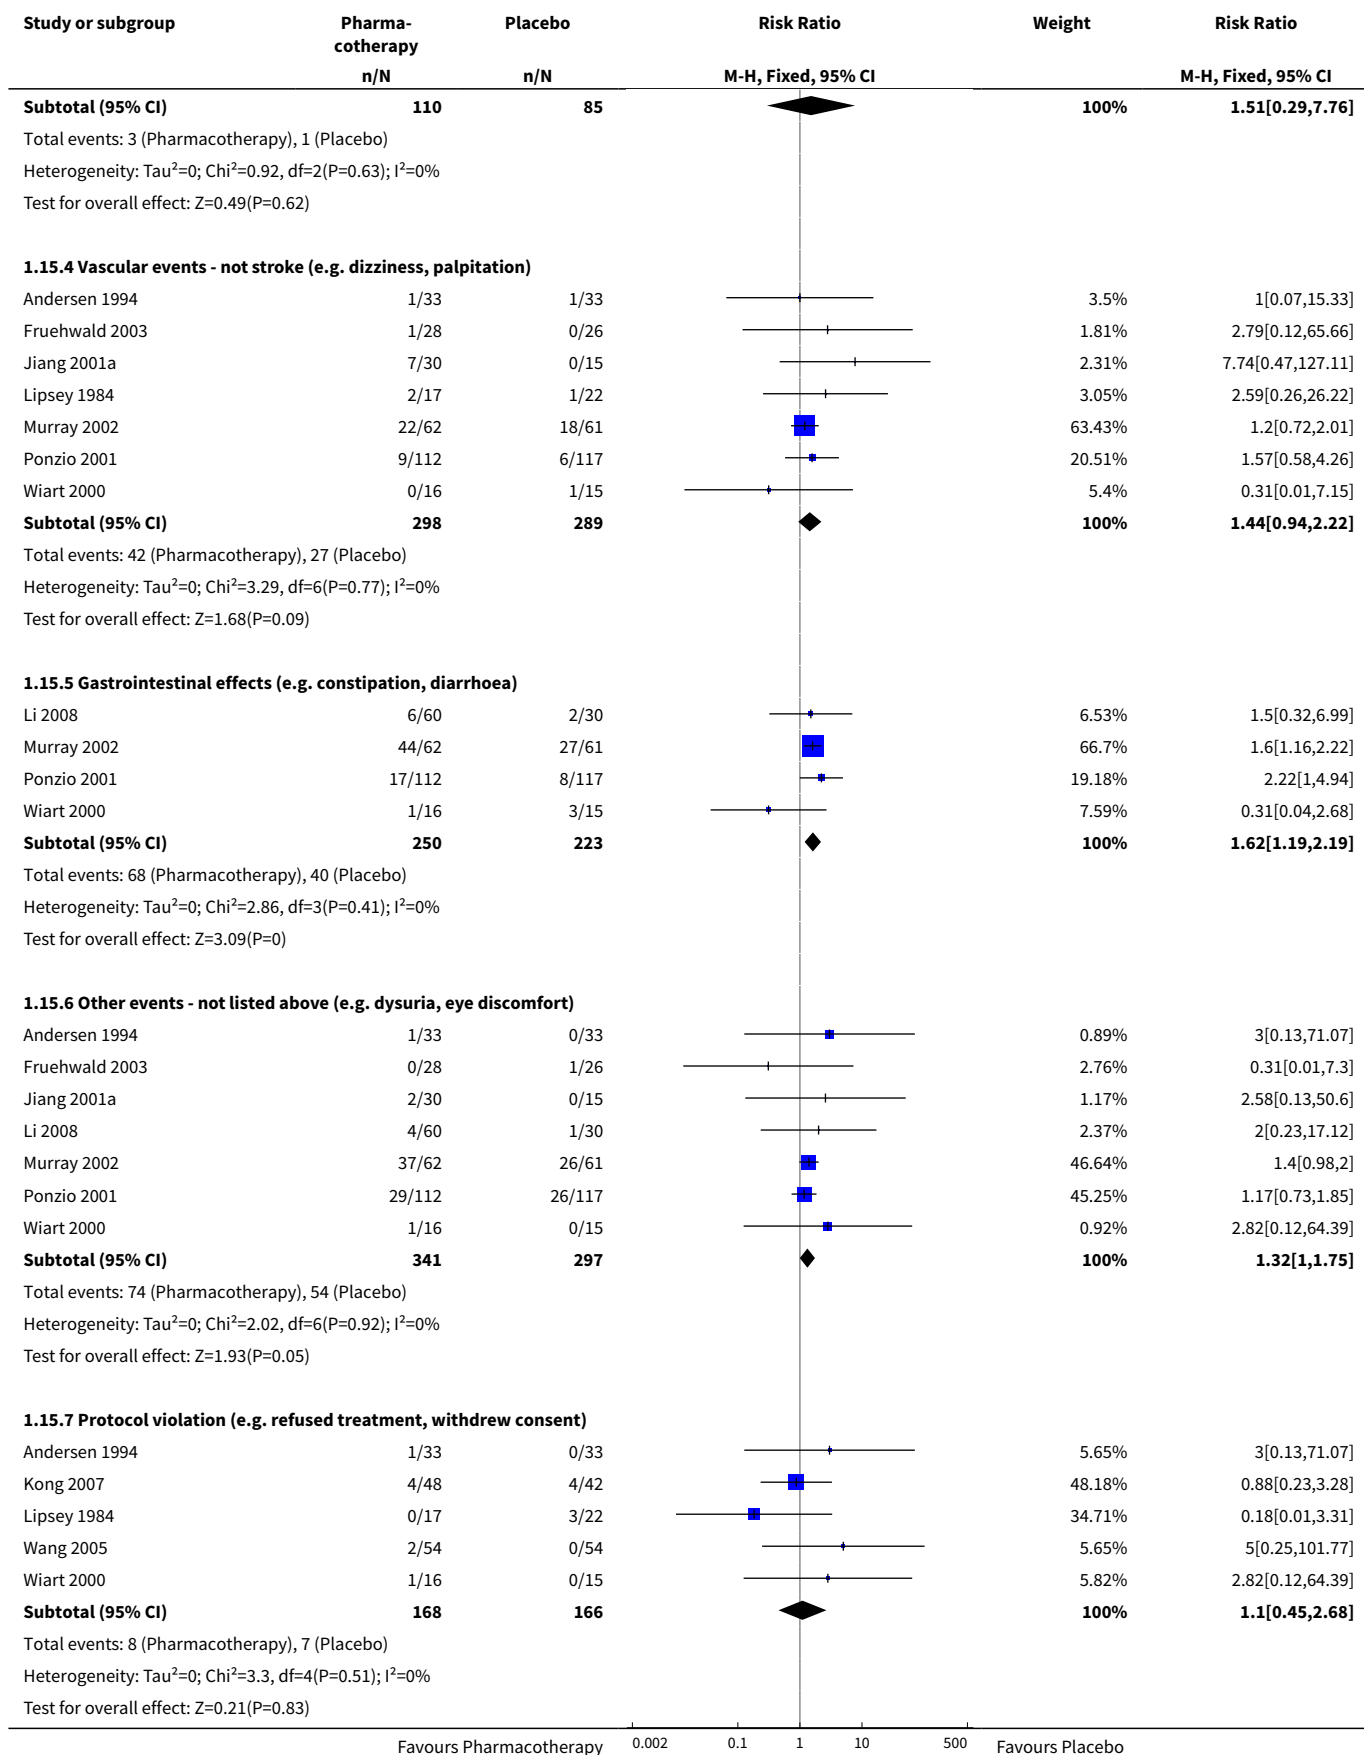 Study or subgroup Pharma- Placebo Risk Ratio Weight Risk Ratio
cotherapy
n/N n/N M-H, Fixed, 95% CI M-H, Fixed, 95% CI
Subtotal (95% CI) 110 85 100% 1.51[0.29,7.76]
Total events: 3 (Pharmacotherapy), 1 (Placebo)
Heterogeneity: Tau²=0; Chi²=0.92, df=2(P=0.63); I²=0%
Test for overall effect: Z=0.49(P=0.62)
1.15.4 Vascular events - not stroke (e.g. dizziness, palpitation)
Andersen 1994 1/33 1/33 3.5% 1[0.07,15.33]
Fruehwald 2003 1/28 0/26 1.81% 2.79[0.12,65.66]
Jiang 2001a 7/30 0/15 2.31% 7.74[0.47,127.11]
Lipsey 1984 2/17 1/22 3.05% 2.59[0.26,26.22]
Murray 2002 22/62 18/61 63.43% 1.2[0.72,2.01]
Ponzio 2001 9/112 6/117 20.51% 1.57[0.58,4.26]
Wiart 2000 0/16 1/15 5.4% 0.31[0.01,7.15]
Subtotal (95% CI) 298 289 100% 1.44[0.94,2.22]
Total events: 42 (Pharmacotherapy), 27 (Placebo)
Heterogeneity: Tau²=0; Chi²=3.29, df=6(P=0.77); I²=0%
Test for overall effect: Z=1.68(P=0.09)
1.15.5 Gastrointestinal effects (e.g. constipation, diarrhoea)
Li 2008 6/60 2/30 6.53% 1.5[0.32,6.99]
Murray 2002 44/62 27/61 66.7% 1.6[1.16,2.22]
Ponzio 2001 17/112 8/117 19.18% 2.22[1,4.94]
Wiart 2000 1/16 3/15 7.59% 0.31[0.04,2.68]
Subtotal (95% CI) 250 223 100% 1.62[1.19,2.19]
Total events: 68 (Pharmacotherapy), 40 (Placebo)
Heterogeneity: Tau²=0; Chi²=2.86, df=3(P=0.41); I²=0%
Test for overall effect: Z=3.09(P=0)
1.15.6 Other events - not listed above (e.g. dysuria, eye discomfort)
Andersen 1994 1/33 0/33 0.89% 3[0.13,71.07]
Fruehwald 2003 0/28 1/26 2.76% 0.31[0.01,7.3]
Jiang 2001a 2/30 0/15 1.17% 2.58[0.13,50.6]
Li 2008 4/60 1/30 2.37% 2[0.23,17.12]
Murray 2002 37/62 26/61 46.64% 1.4[0.98,2]
Ponzio 2001 29/112 26/117 45.25% 1.17[0.73,1.85]
Wiart 2000 1/16 0/15 0.92% 2.82[0.12,64.39]
Subtotal (95% CI) 341 297 100% 1.32[1,1.75]
Total events: 74 (Pharmacotherapy), 54 (Placebo)
Heterogeneity: Tau²=0; Chi²=2.02, df=6(P=0.92); I²=0%
Test for overall effect: Z=1.93(P=0.05)
1.15.7 Protocol violation (e.g. refused treatment, withdrew consent)
Andersen 1994 1/33 0/33 5.65% 3[0.13,71.07]
Kong 2007 4/48 4/42 48.18% 0.88[0.23,3.28]
Lipsey 1984 0/17 3/22 34.71% 0.18[0.01,3.31]
Wang 2005 2/54 0/54 5.65% 5[0.25,101.77]
Wiart 2000 1/16 0/15 5.82% 2.82[0.12,64.39]
Subtotal (95% CI) 168 166 100% 1.1[0.45,2.68]
Total events: 8 (Pharmacotherapy), 7 (Placebo)
Heterogeneity: Tau²=0; Chi²=3.3, df=4(P=0.51); I²=0%
Test for overall effect: Z=0.21(P=0.83)
Favours Pharmacotherapy 0.002 0.1 1 10 500 Favours Placebo